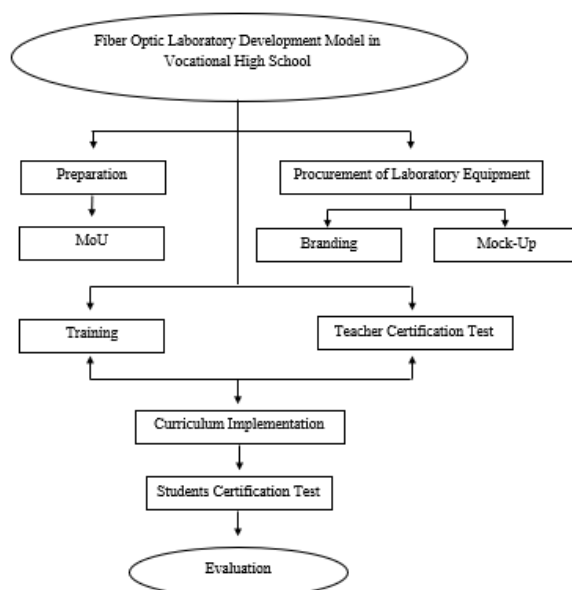 Fiber Optic Laboratory Development Model in
Vocational High School
Preparation
Procurement of Laboratory Equipment
MoU
Branding
Mock-Up
Training
Teacher Certification Test
Curriculum Implementation
Students Certification Test
Evaluation